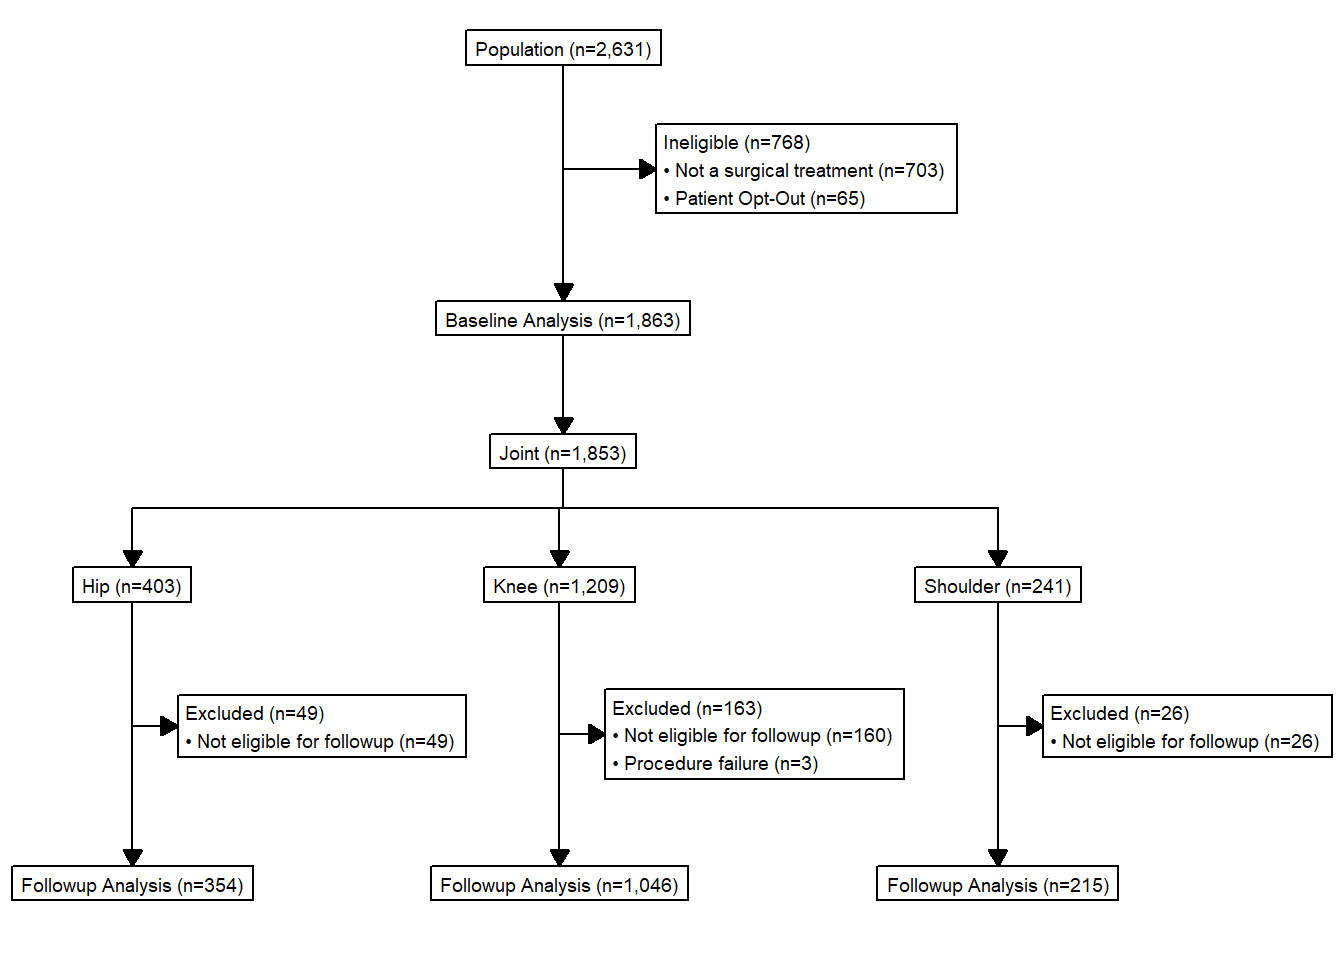 Population (n=2,631)
Ineligible (n=768)
• Not a surgical treatment (n=703)
• Patient Opt-Out (n=65)
Baseline Analysis (n=1,863)
Joint (n=1,853)
Hip (n=403)
Knee (n=1,209)
Shoulder (n=241)
Excluded (n=49)
• Not eligible for followup (n=49)
Excluded (n=163)
• Not eligible for followup (n=160)
• Procedure failure (n=3)
Excluded (n=26)
• Not eligible for followup (n=26)
Followup Analysis (n=354)
Followup Analysis (n=1,046)
Followup Analysis (n=215)